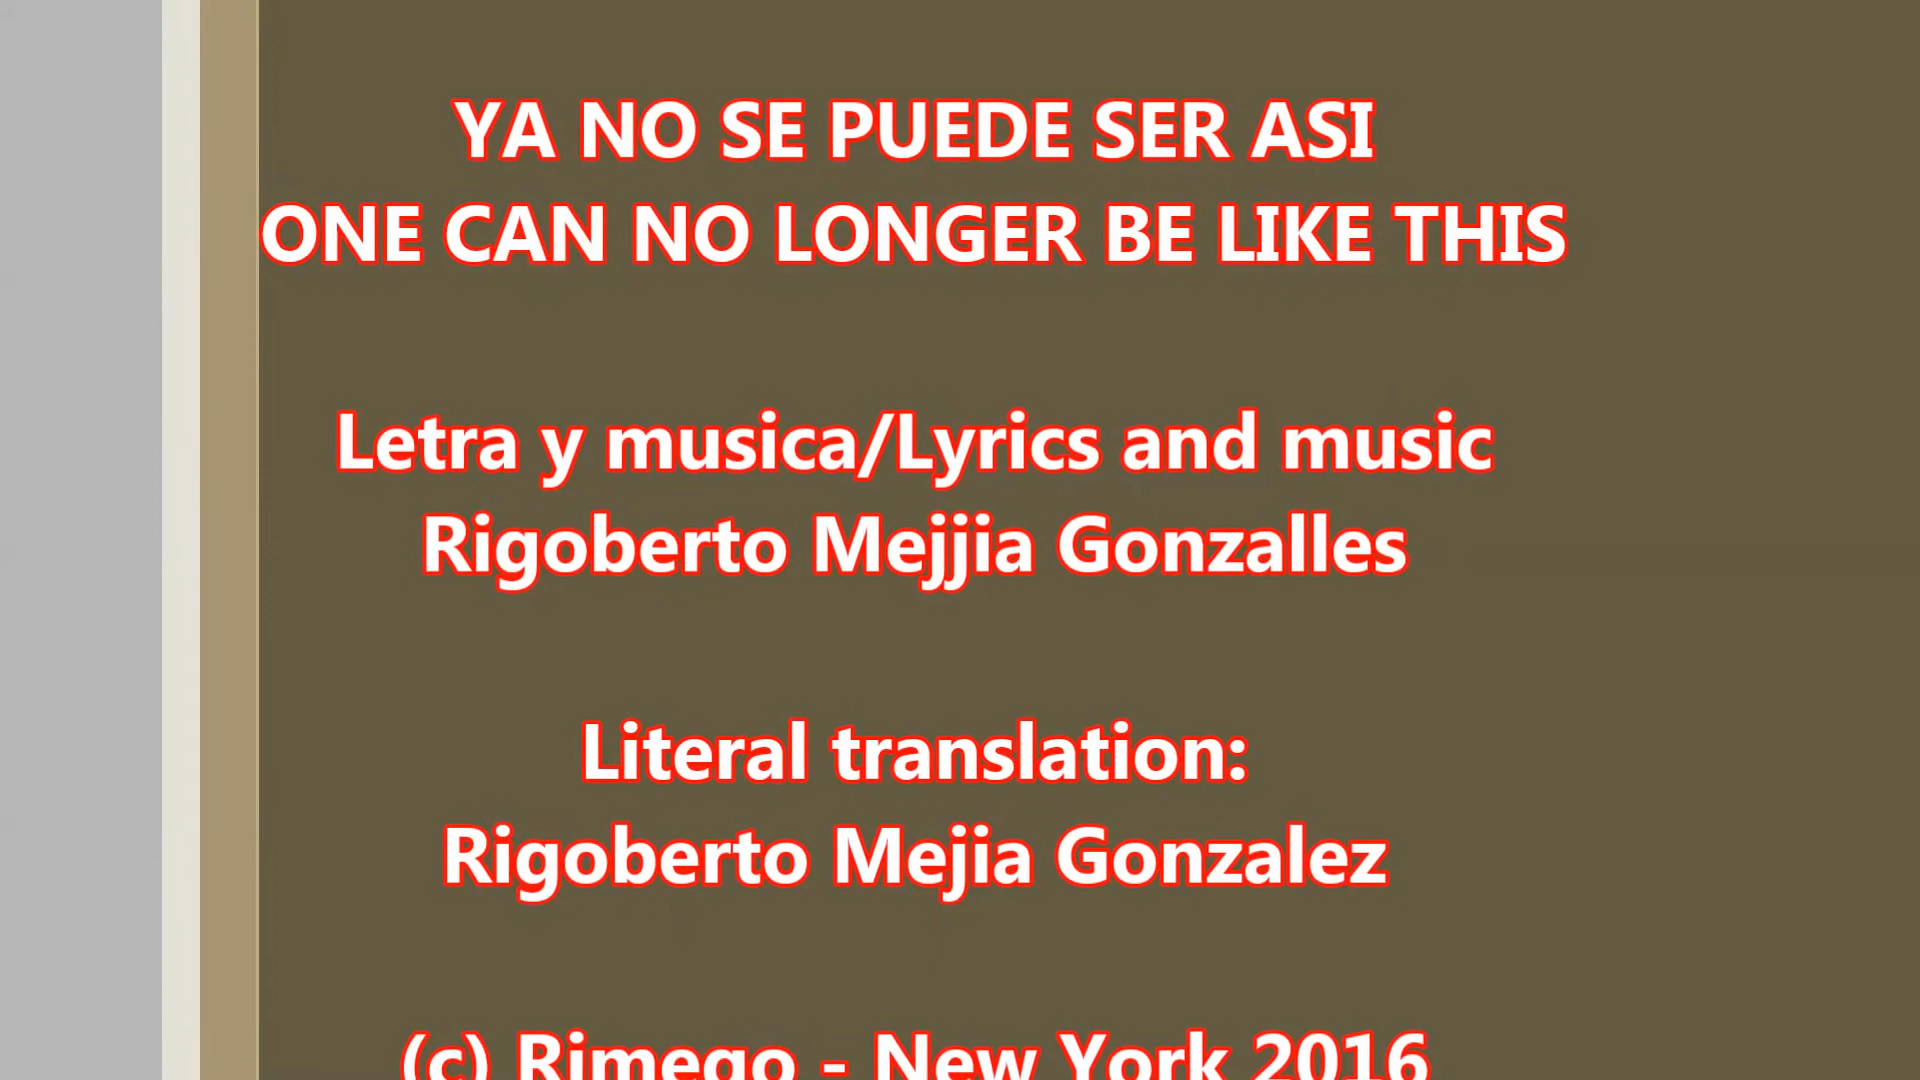 YA NO SE PUEDE SER ASI
ONE CAN NO LONGER BE LIKE THIS
Letra y musica/Lyrics and music
Rigoberto Mejjia Gonzalles
Literal translation:
Rigoberto Mejia Gonzalez
(c) Rimego - New York 2016